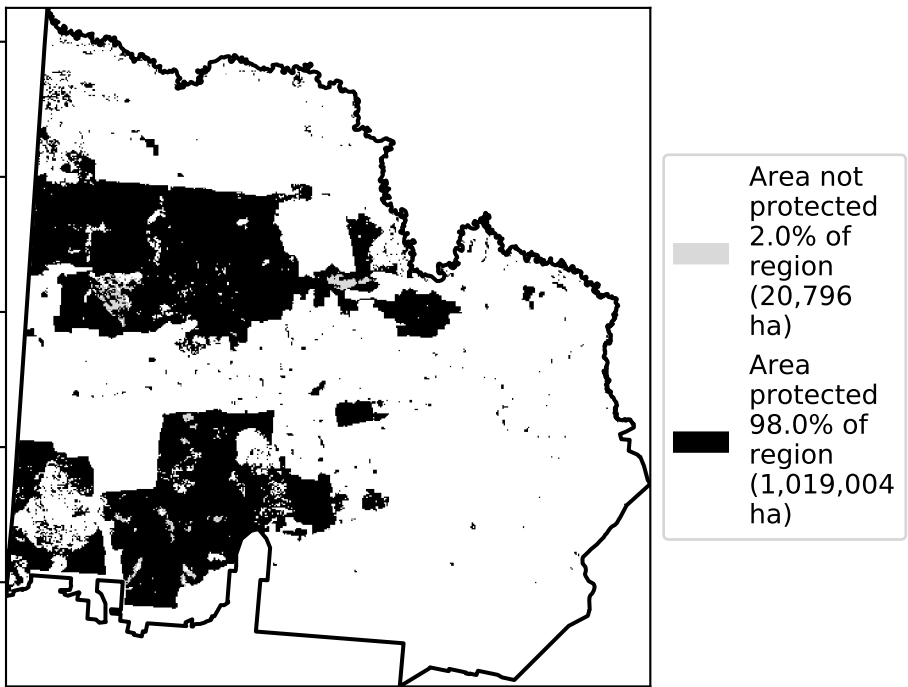 Area not
protected
2.0% of
region
(20,796
ha)
Area
protected
98.0% of
region
(1,019,004
ha)